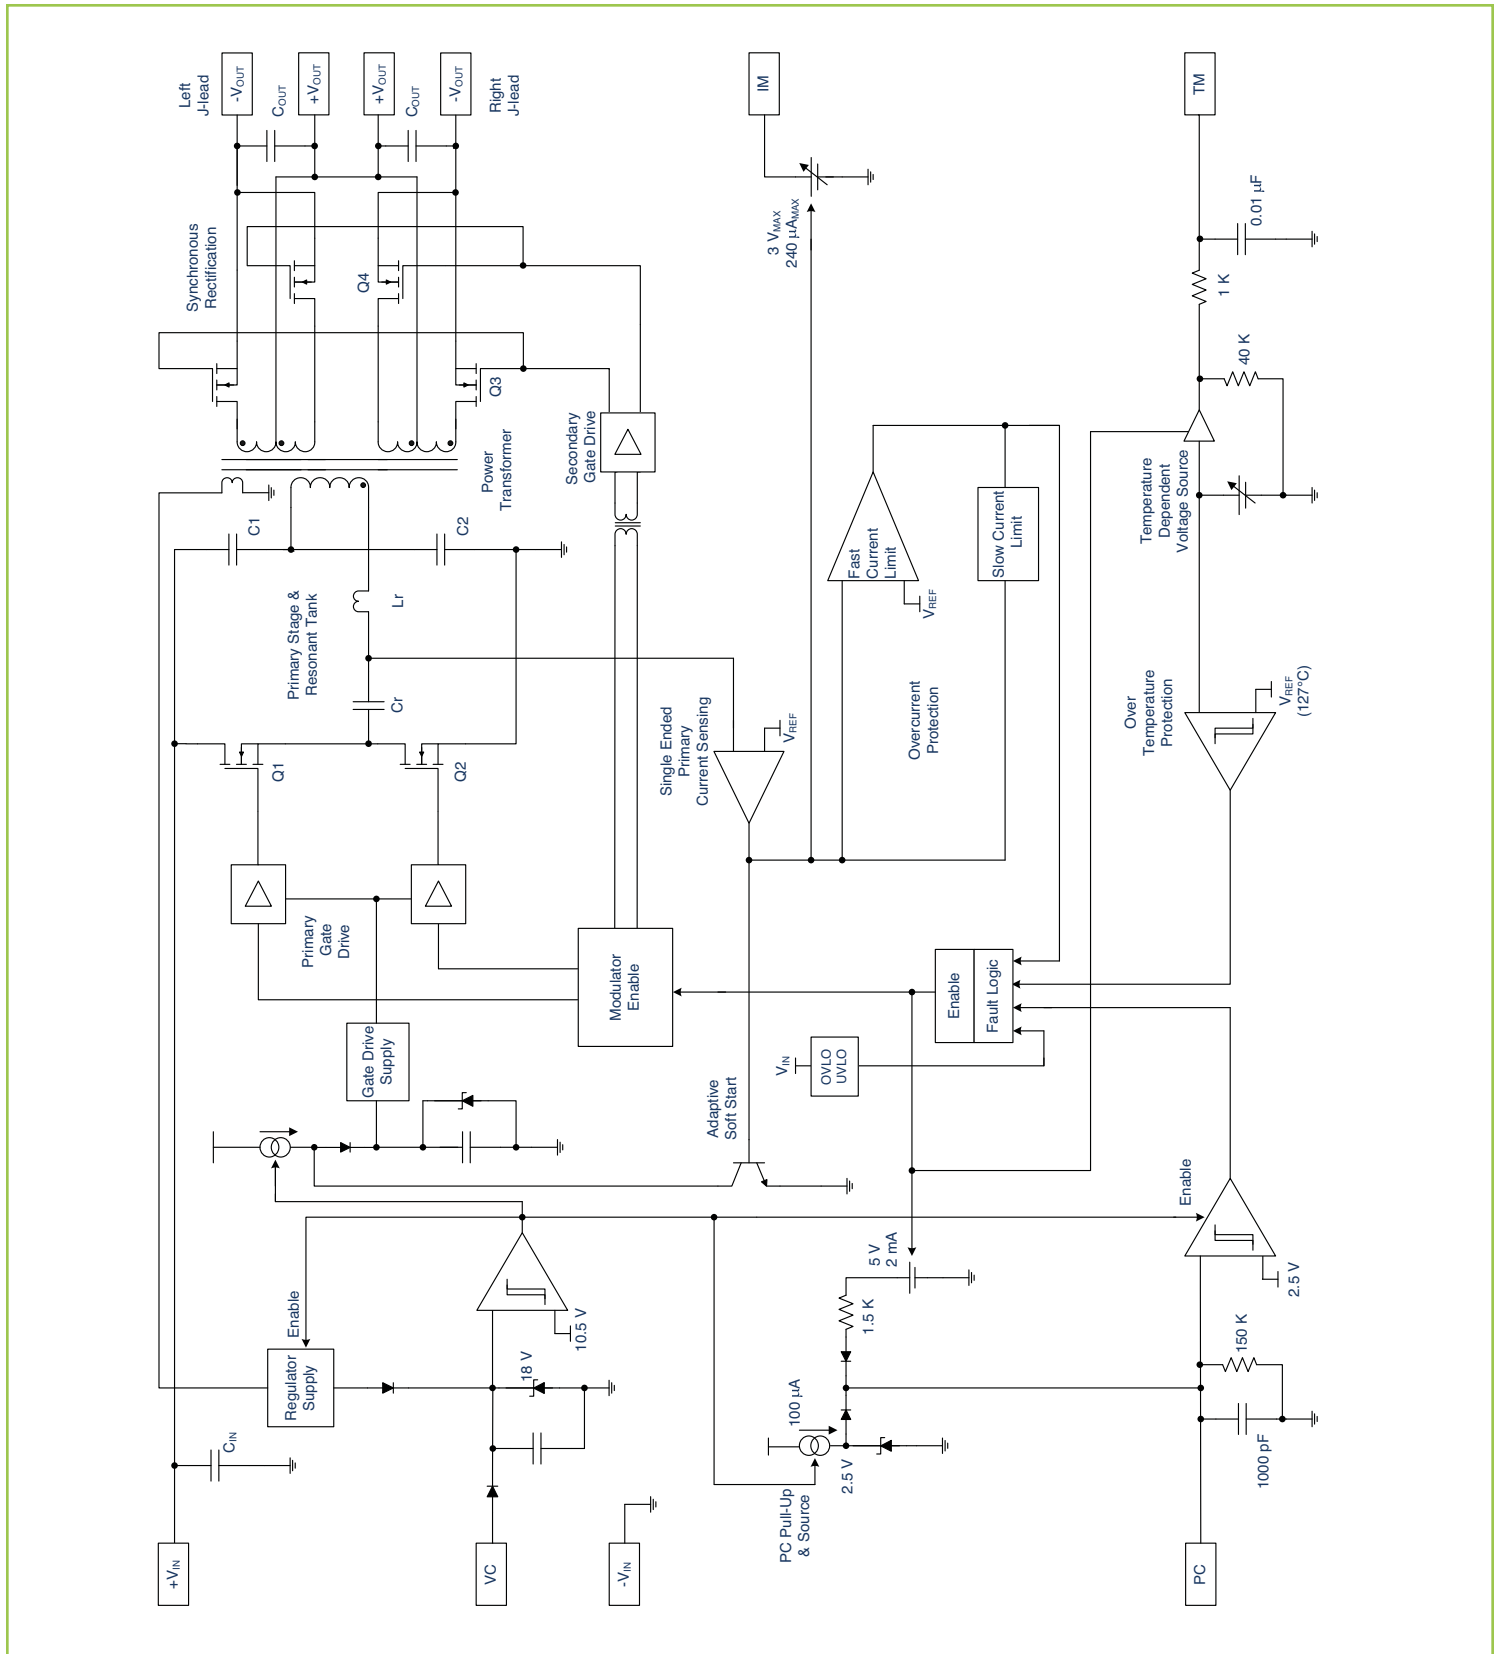 Left
J-lead
-VOUT
COUT
+VOUT
+VOUT
COUT
-VOUT
Right
J-lead
IM
TM
Synchronous
Rectification
Q4
Q3
3 VMAX
240 µAMAX
0.01 µF
1 K
40 K
Power
Transformer
Secondary
Gate Drive
C1
C2
Primary Stage &
Resonant Tank
Lr
Cr
Fast
Current
Limit
Slow Current
Limit
VREF
Temperature
Dependent
Voltage Source
Q1
Q2
Single Ended
Primary
Current Sensing
VREF
Overcurrent
Protection
Over
Temperature
Protection
VREF
(127°C)
Primary
Gate
Drive
Modulator
Enable
Enable
Fault Logic
Gate Drive
Supply
VIN
OVLO
UVLO
Adaptive
Soft Start
Enable
Enable
Regulator
Supply
18 V
10.5 V
5 V
2 mA
1.5 K
100 µA
2.5 V
PC Pull-Up
& Source
2.5 V
150 K
1000 pF
CIN
+VIN
VC
-VIN
PC